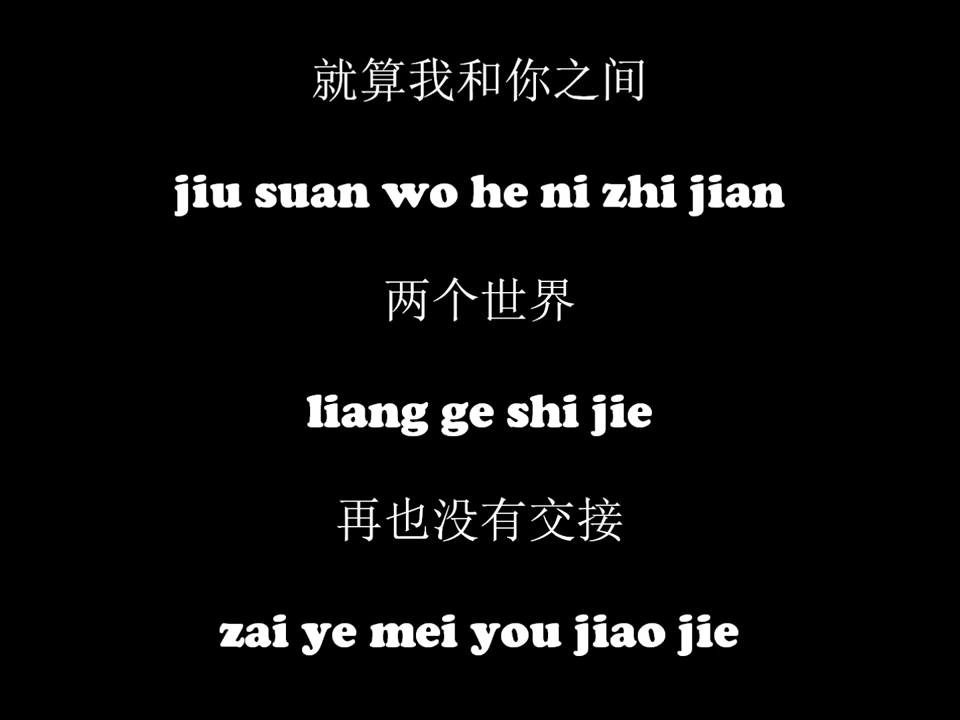 就算我和你之间
jiu suan wo he ni zhi jian
两个世界
liang ge shi jie
再也没有交接
zai ye mei you jiao jie